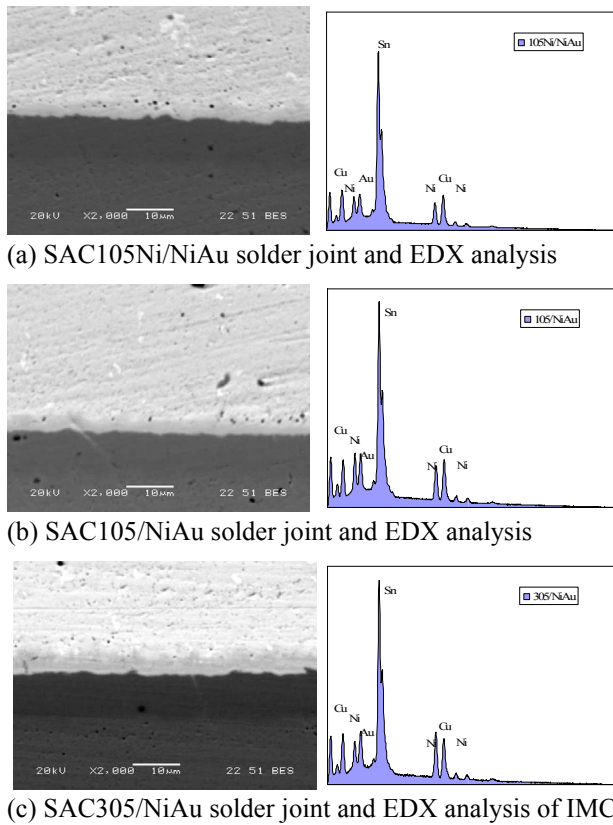 Sn
105Ni/NiAu
Cu
Ni
Au
Ni
Cu
Ni
20kV X2,000 10µm 22 51 BES
(a) SAC105Ni/NiAu solder joint and EDX analysis
Sn
105/NiAu
Cu
Ni
Au
Ni
Cu
Ni
20kV X2,000 10µm 22 51 BES
(b) SAC105/NiAu solder joint and EDX analysis
Sn
305/NiAu
Cu
Ni
Au
Ni
Cu
Ni
20kV X2,000 10µm 22 51 BES
(c) SAC305/NiAu solder joint and EDX analysis of IMC